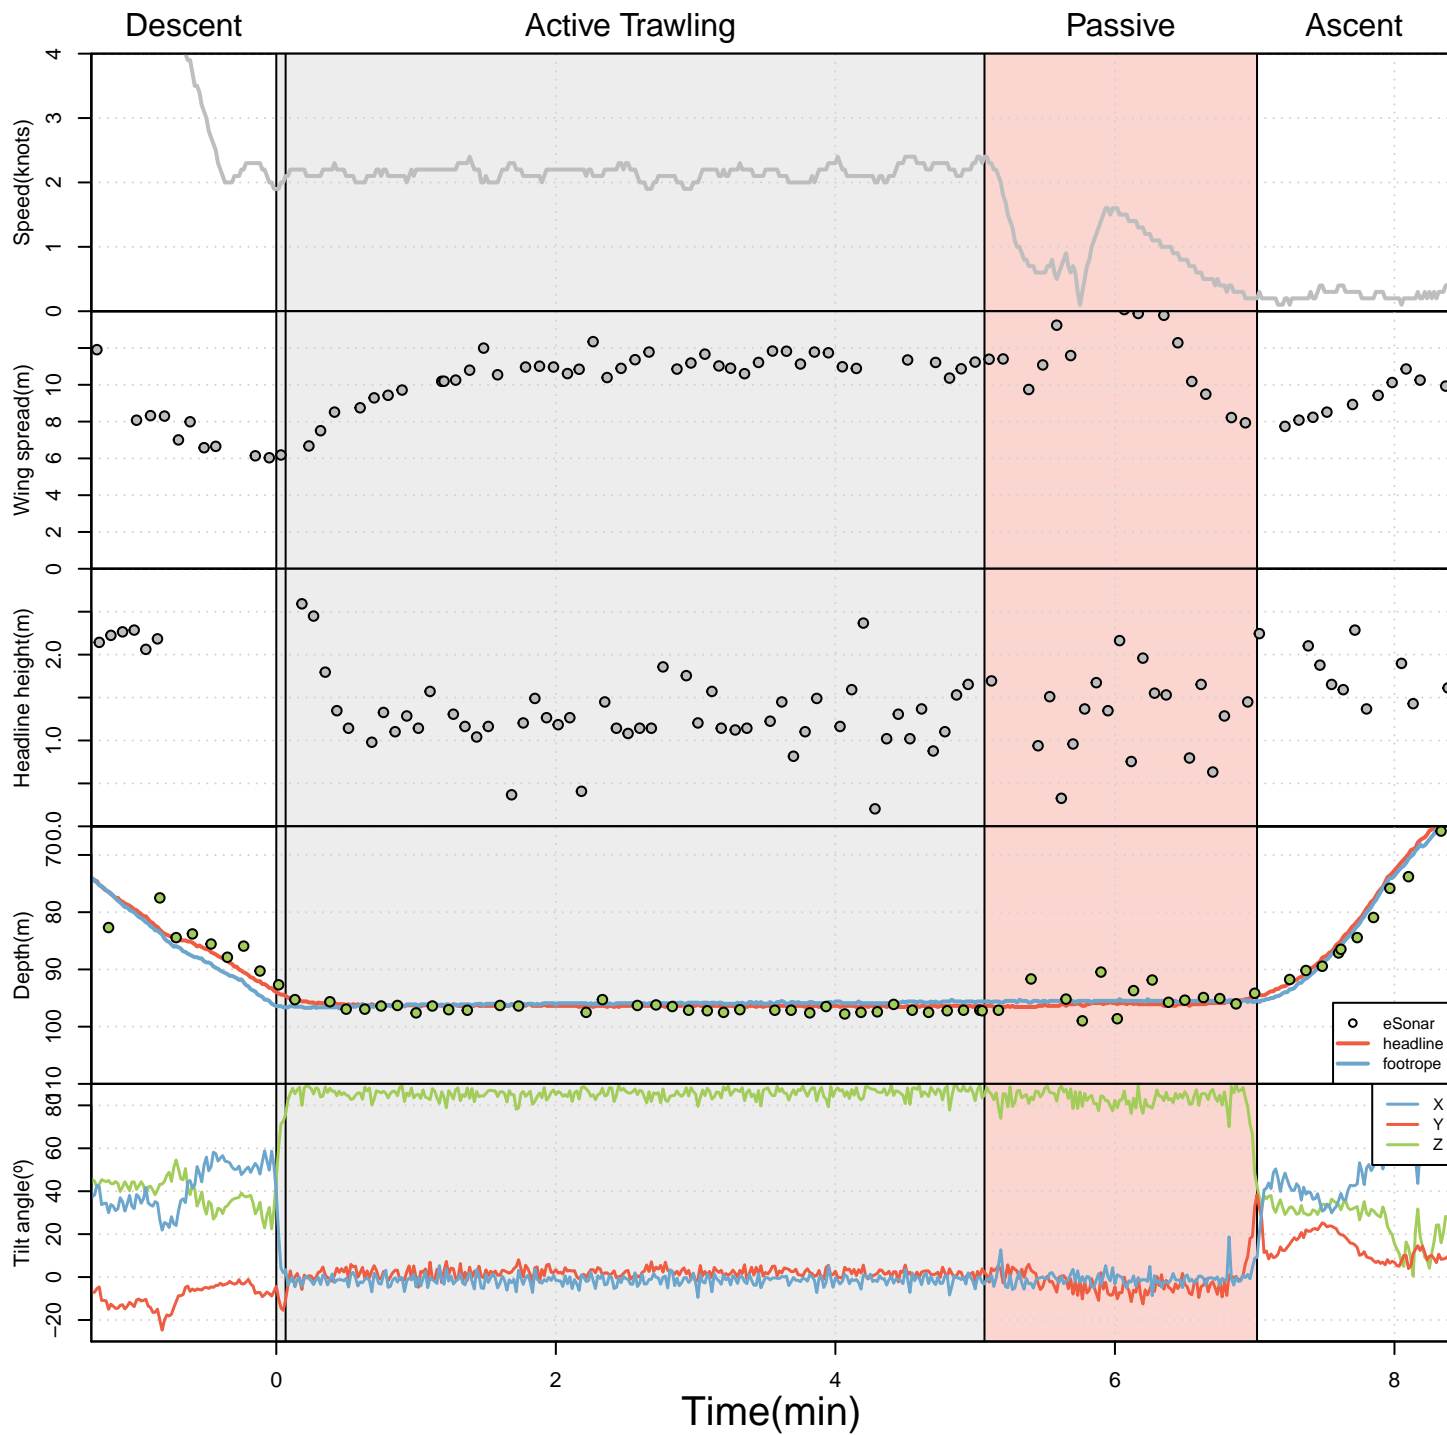 Descent Active Trawling Passive Ascent
Speed(knots)
4
3
2
1
0
Wing spread(m)
10
8
6
4
2
0
Headline height(m)
2.0
1.0
0.0
Depth(m)
70
80
90
100
110
eSonar
headline
footrope
Tilt angle(º)
80
60
40
20
0
−20
X
Y
Z
0 2 4 6 8
Time(min)